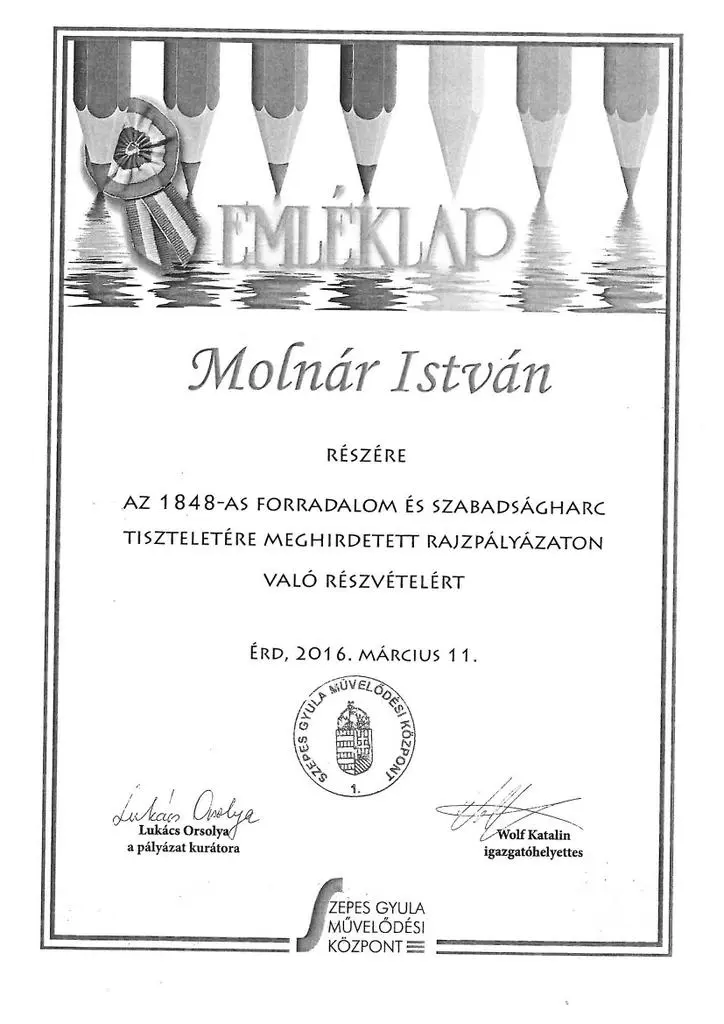 EMLÉKLAP
Molnár István
RÉSZÉRE
AZ 1848-AS FORRADALOM ÉS SZABADSÁGHARC
TISZTELETÉRE MEGHIRDETETT RAJZPÁLYÁZATON
VALÓ RÉSZVÉTELÉRT
ÉRD, 2016. MÁRCIUS 11.
SZEPES GYULA MŰVELŐDÉSI KÖZPONT
1.
Lukács Orsolya
Lukács Orsolya
a pályázat kurátora
Wolf Katalin
igazgatóhelyettes
SZEPES GYULA
MŰVELŐDÉSI
KÖZPONT